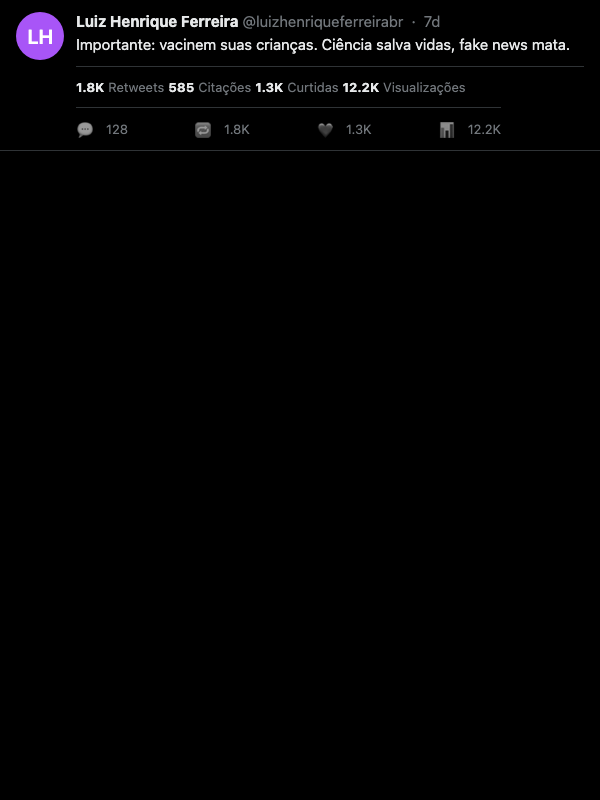 LH
Luiz Henrique Ferreira @luizhenriqueferreirabr · 7d
Importante: vacinem suas crianças. Ciência salva vidas, fake news mata.
1.8K Retweets 585 Citações 1.3K Curtidas 12.2K Visualizações
128 1.8K 1.3K 12.2K